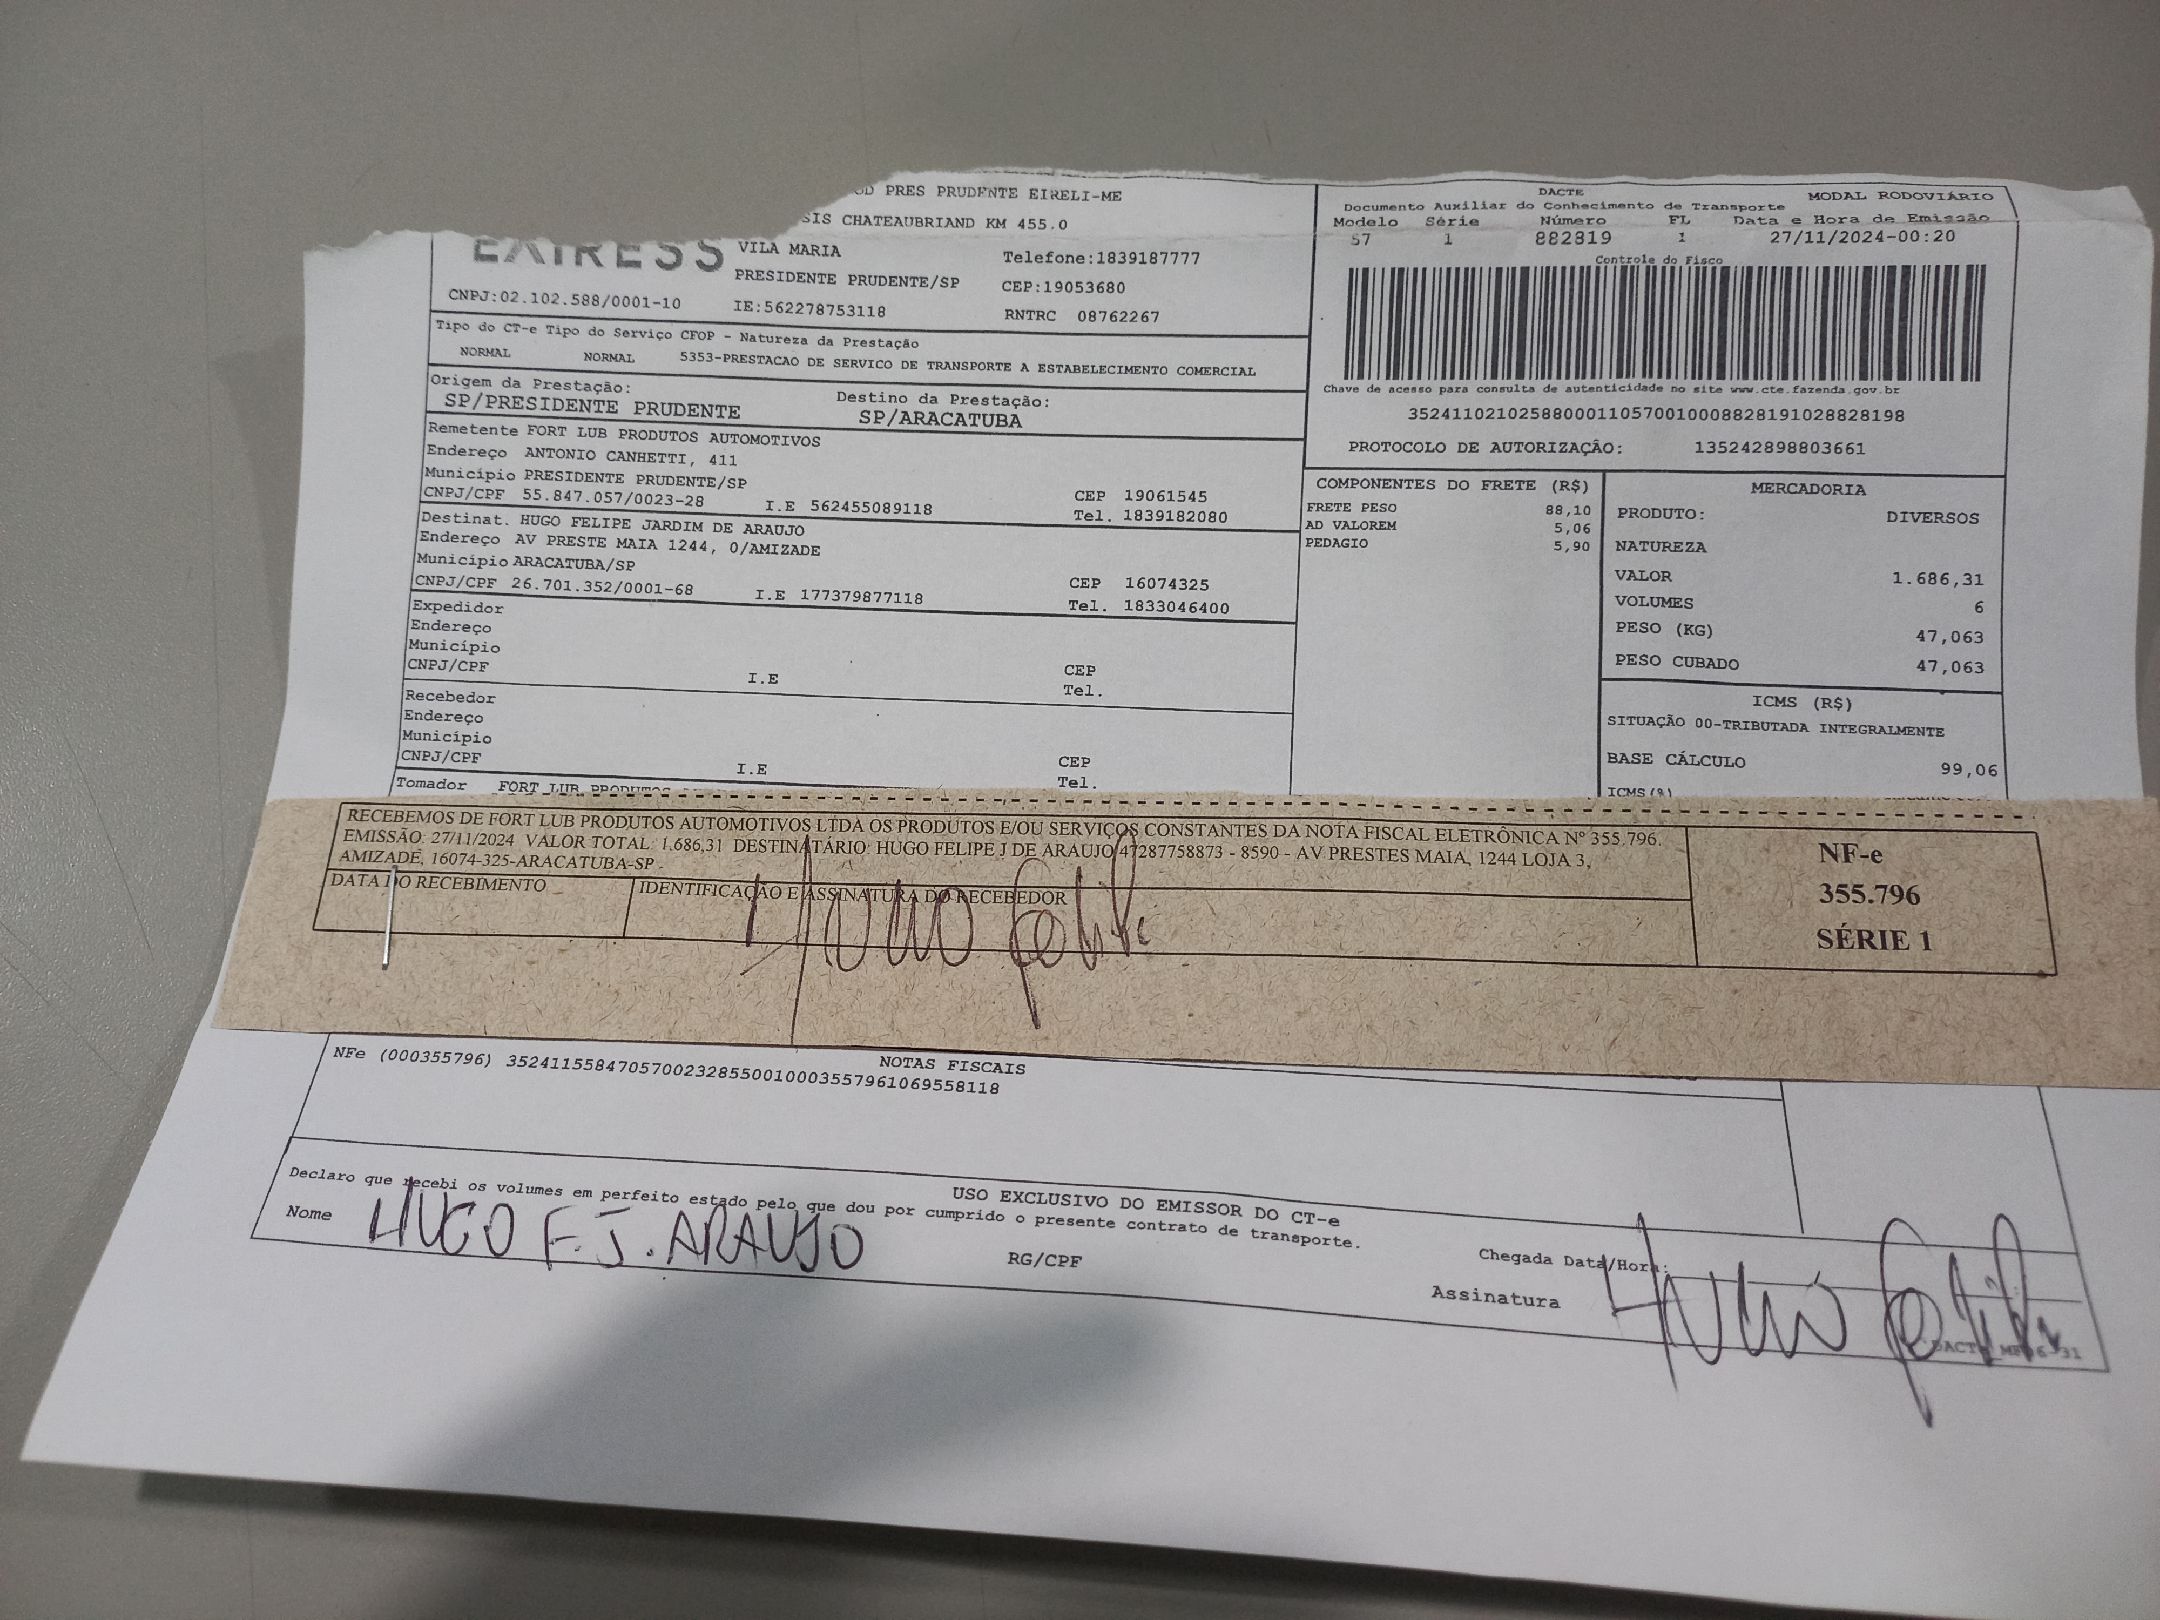 OD PRES PRUDENTE EIRELI-ME
SIS CHATEAUBRIAND KM 455.0
EXPRESS
VILA MARIA
Telefone:1839187777
PRESIDENTE PRUDENTE/SP
CEP:19053680
CNPJ:02.102.588/0001-10
IE:562278753118
RNTRC 08762267
DACTE
MODAL RODOVIÁRIO
Documento Auxiliar do Conhecimento de Transporte
Modelo Série Número FL Data e Hora de Emissão
57 1 882819 1 27/11/2024-00:20
Controle do Fisco
Chave de acesso para consulta de autenticidade no site www.cte.fazenda.gov.br
35241102102588000110570010008828191028828198
PROTOCOLO DE AUTORIZAÇÃO: 135242898803661
Tipo do CT-e Tipo do Serviço CFOP - Natureza da Prestação
NORMAL NORMAL 5353-PRESTACAO DE SERVICO DE TRANSPORTE A ESTABELECIMENTO COMERCIAL
Origem da Prestação: Destino da Prestação:
SP/PRESIDENTE PRUDENTE SP/ARACATUBA
Remetente FORT LUB PRODUTOS AUTOMOTIVOS
Endereço ANTONIO CANHETTI, 411
Município PRESIDENTE PRUDENTE/SP CEP 19061545
CNPJ/CPF 55.847.057/0023-28 I.E 562455089118 Tel. 1839182080
Destinat. HUGO FELIPE JARDIM DE ARAUJO
Endereço AV PRESTE MAIA 1244, 0/AMIZADE
Município ARACATUBA/SP CEP 16074325
CNPJ/CPF 26.701.352/0001-68 I.E 177379877118 Tel. 1833046400
Expedidor
Endereço
Município CEP
CNPJ/CPF I.E Tel.
Recebedor
Endereço
Município CEP
CNPJ/CPF I.E Tel.
Tomador FORT LUB PRODUTOS
COMPONENTES DO FRETE (R$)
FRETE PESO 88,10
AD VALOREM 5,06
PEDAGIO 5,90
MERCADORIA
PRODUTO: DIVERSOS
NATUREZA
VALOR 1.686,31
VOLUMES 6
PESO (KG) 47,063
PESO CUBADO 47,063
ICMS (R$)
SITUAÇÃO 00-TRIBUTADA INTEGRALMENTE
BASE CÁLCULO 99,06
ICMS(%)
RECEBEMOS DE FORT LUB PRODUTOS AUTOMOTIVOS LTDA OS PRODUTOS E/OU SERVIÇOS CONSTANTES DA NOTA FISCAL ELETRÔNICA Nº 355.796.
EMISSÃO: 27/11/2024 VALOR TOTAL: 1.686,31 DESTINATÁRIO: HUGO FELIPE J DE ARAUJO 47287758873 - 8590 - AV PRESTES MAIA, 1244 LOJA 3,
AMIZADE, 16074-325-ARACATUBA-SP -
DATA DO RECEBIMENTO
IDENTIFICAÇÃO E ASSINATURA DO RECEBEDOR
Hugo Felipe
NF-e
355.796
SÉRIE 1
NOTAS FISCAIS
NFe (000355796) 35241155847057002328550010003557961069558118
USO EXCLUSIVO DO EMISSOR DO CT-e
Declaro que recebi os volumes em perfeito estado pelo que dou por cumprido o presente contrato de transporte.
Nome HUGO F.J. ARAUJO
RG/CPF
Chegada Data/Hora:
Assinatura Hugo Felipe